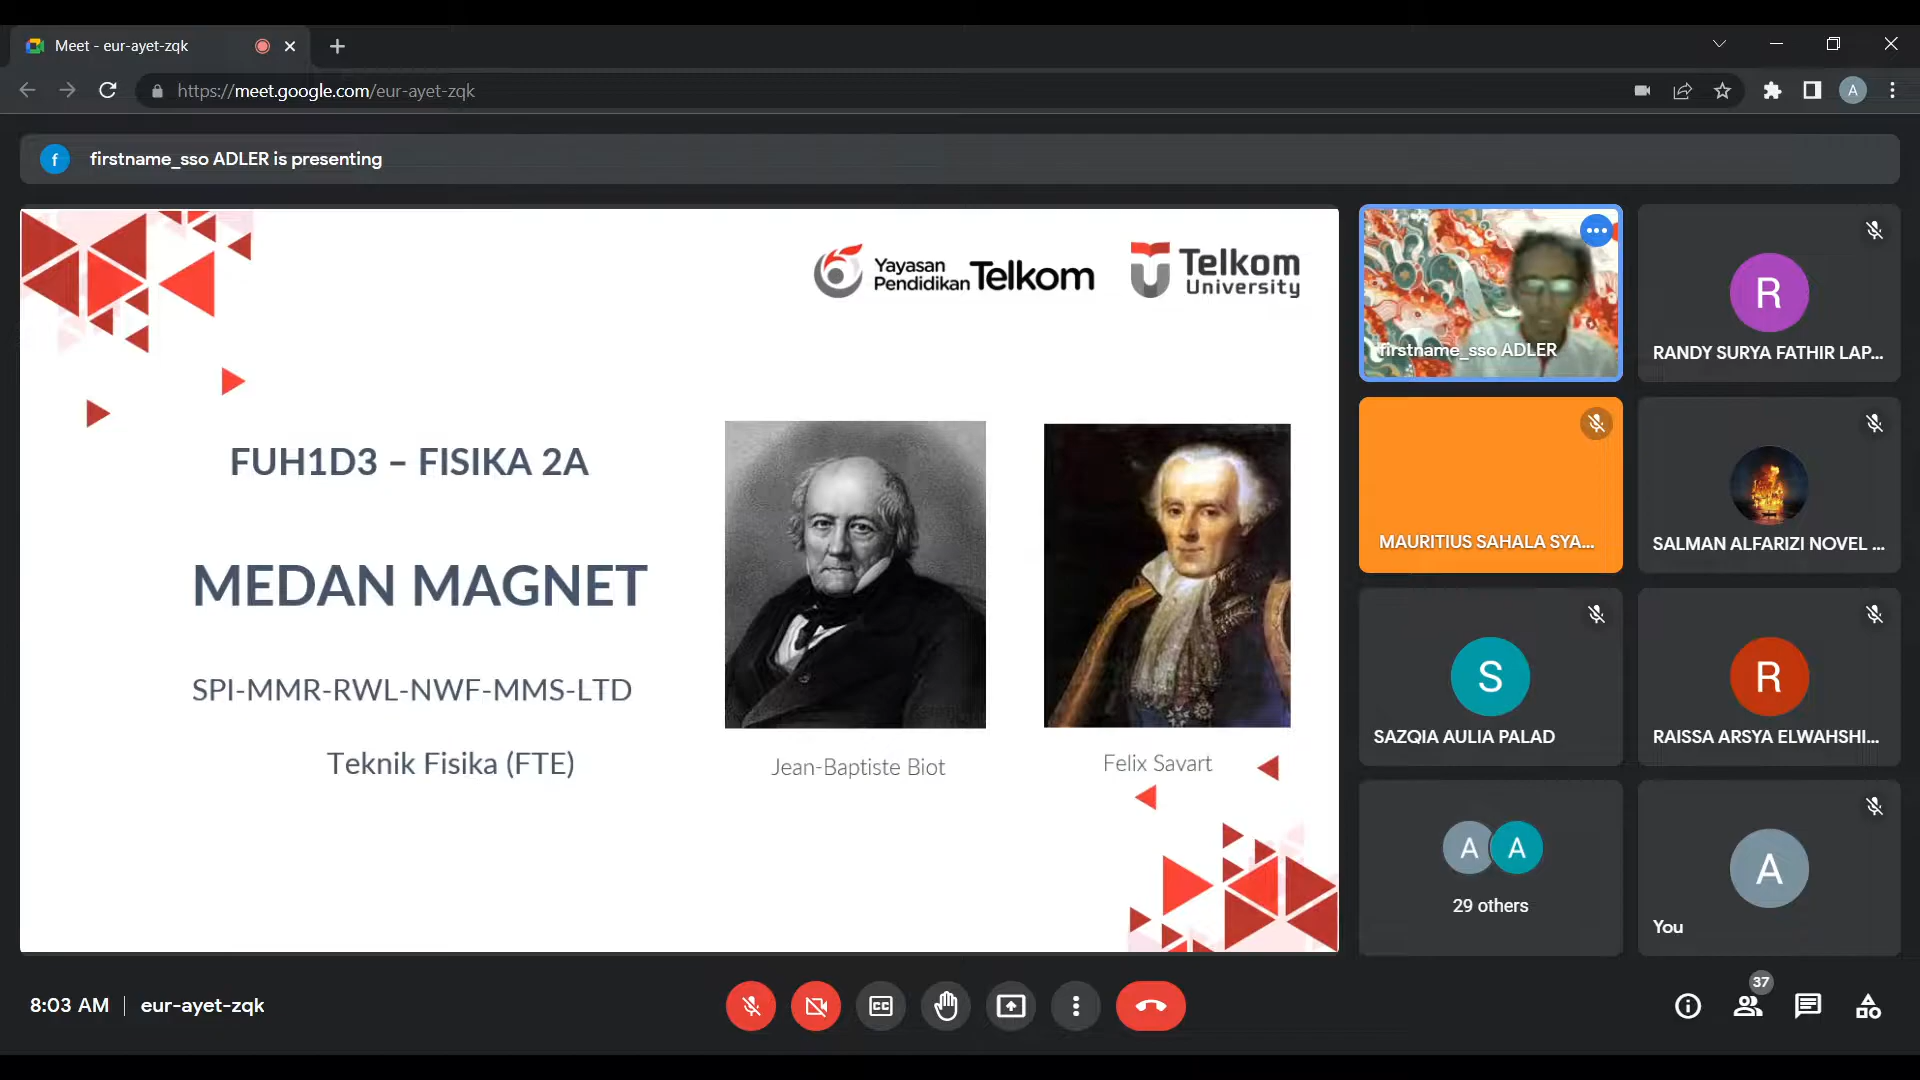 Meet - eur-ayet-zqk
https://meet.google.com/eur-ayet-zqk
A
f
firstname_sso ADLER is presenting
Yayasan
Pendidikan Telkom
Telkom
University
FUH1D3 – FISIKA 2A
MEDAN MAGNET
SPI-MMR-RWL-NWF-MMS-LTD
Teknik Fisika (FTE)
Jean-Baptiste Biot
Felix Savart
firstname_sso ADLER
R
RANDY SURYA FATHIR LAP...
MAURITIUS SAHALA SYA...
SALMAN ALFARIZI NOVEL ...
S
SAZQIA AULIA PALAD
R
RAISSA ARSYA ELWAHSHI...
A A
29 others
A
You
8:03 AM | eur-ayet-zqk
CC
37